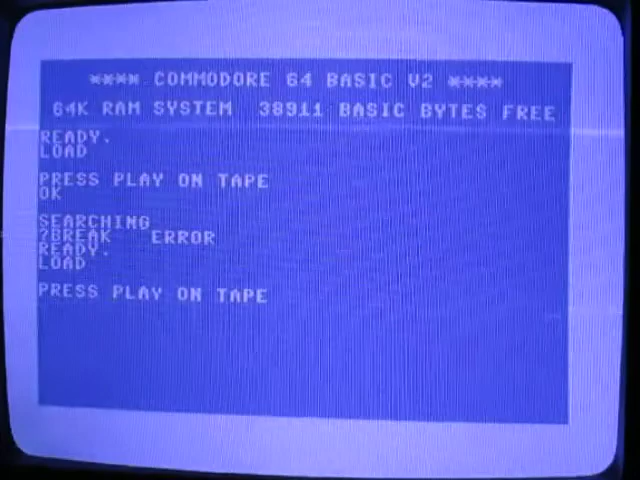 **** COMMODORE 64 BASIC V2 ****
64K RAM SYSTEM  38911 BASIC BYTES FREE
READY.
LOAD
PRESS PLAY ON TAPE
OK
SEARCHING
?BREAK   ERROR
READY.
LOAD
PRESS PLAY ON TAPE